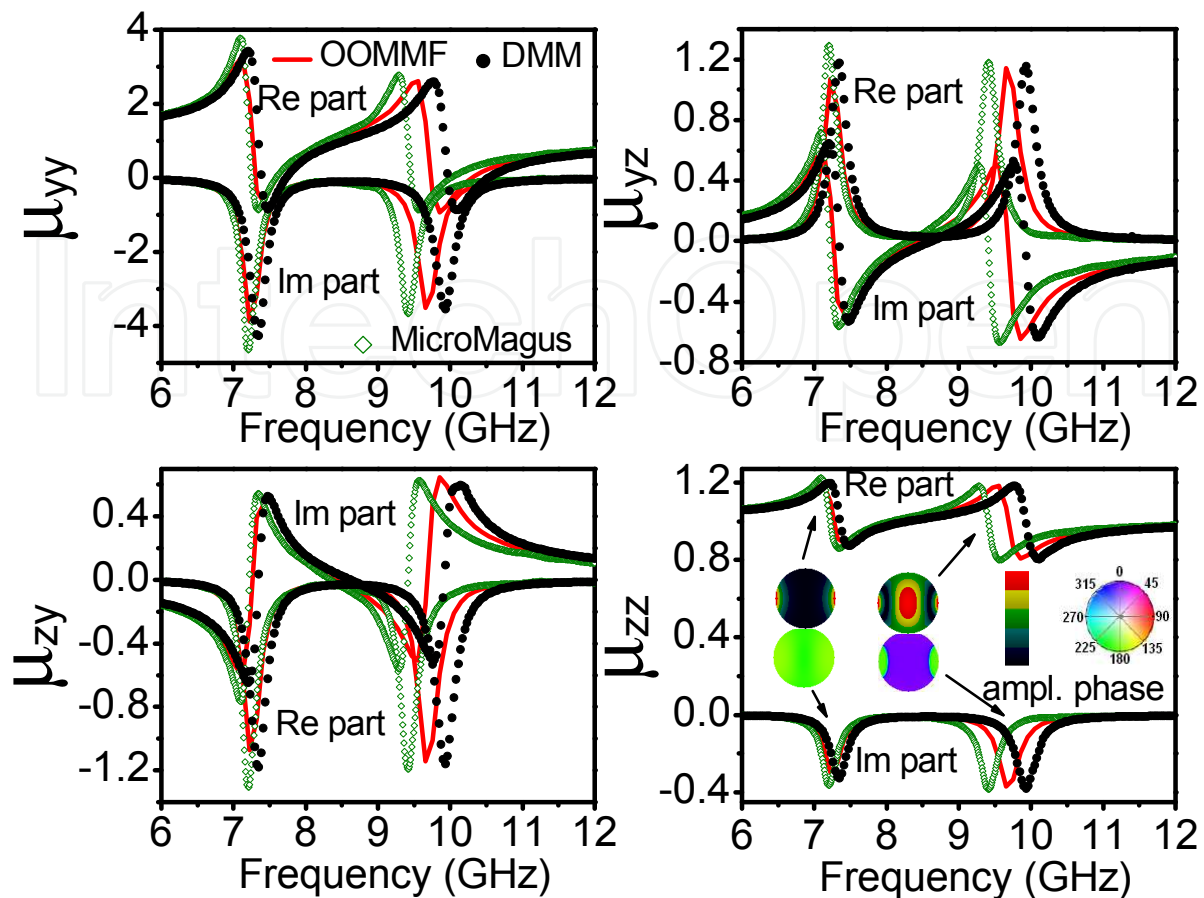 4
2
0
-2
-4
μyy
OOMMF
DMM
Re part
Im part
MicroMagus
6 7 8 9 10 11 12
Frequency (GHz)
1.2
0.8
0.4
0.0
-0.4
-0.8
μyz
Re part
Im part
6 7 8 9 10 11 12
Frequency (GHz)
IntechOpen
0.4
0.0
-0.4
-0.8
-1.2
μzy
Im part
Re part
6 7 8 9 10 11 12
Frequency (GHz)
1.2
0.8
0.4
0.0
-0.4
μzz
Re part
0
315 45
270 90
225 135
180
ampl. phase
Im part
6 7 8 9 10 11 12
Frequency (GHz)